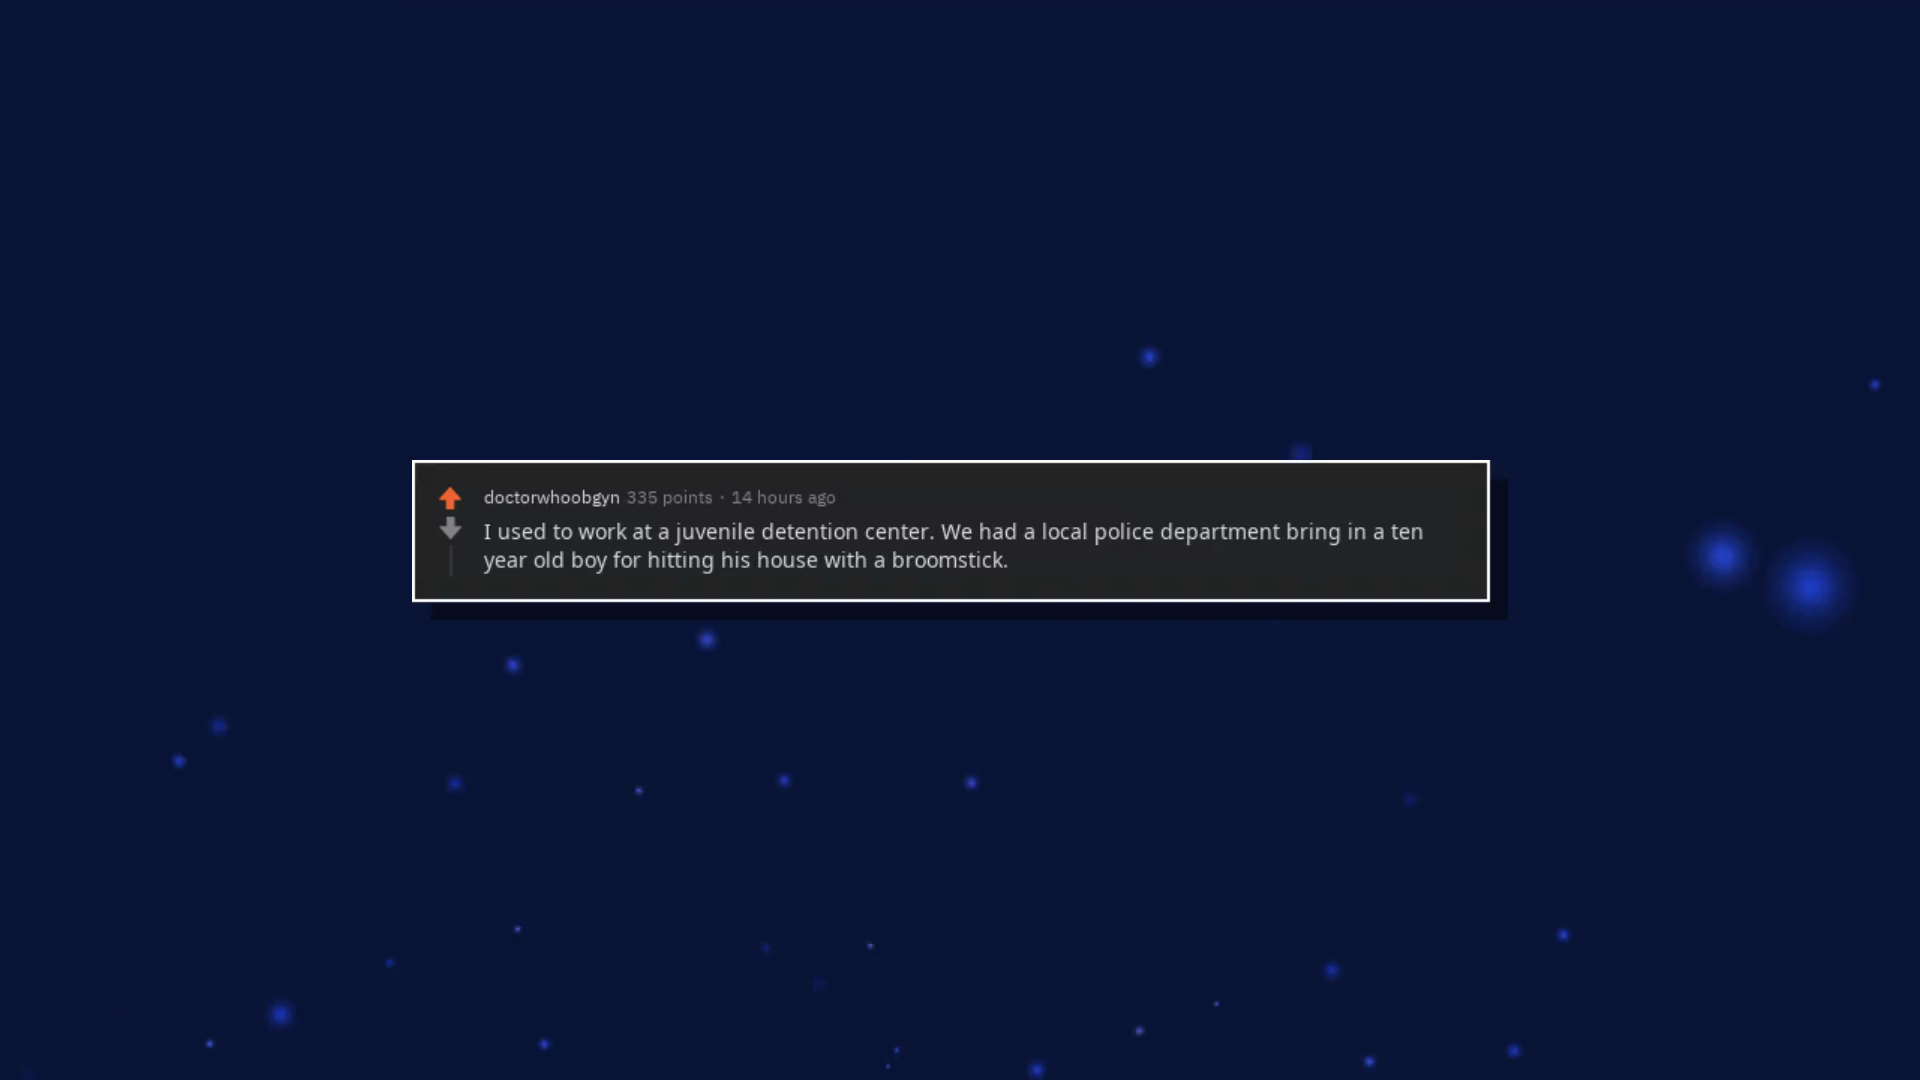 doctorwhoobgyn 335 points · 14 hours ago
I used to work at a juvenile detention center. We had a local police department bring in a ten
year old boy for hitting his house with a broomstick.